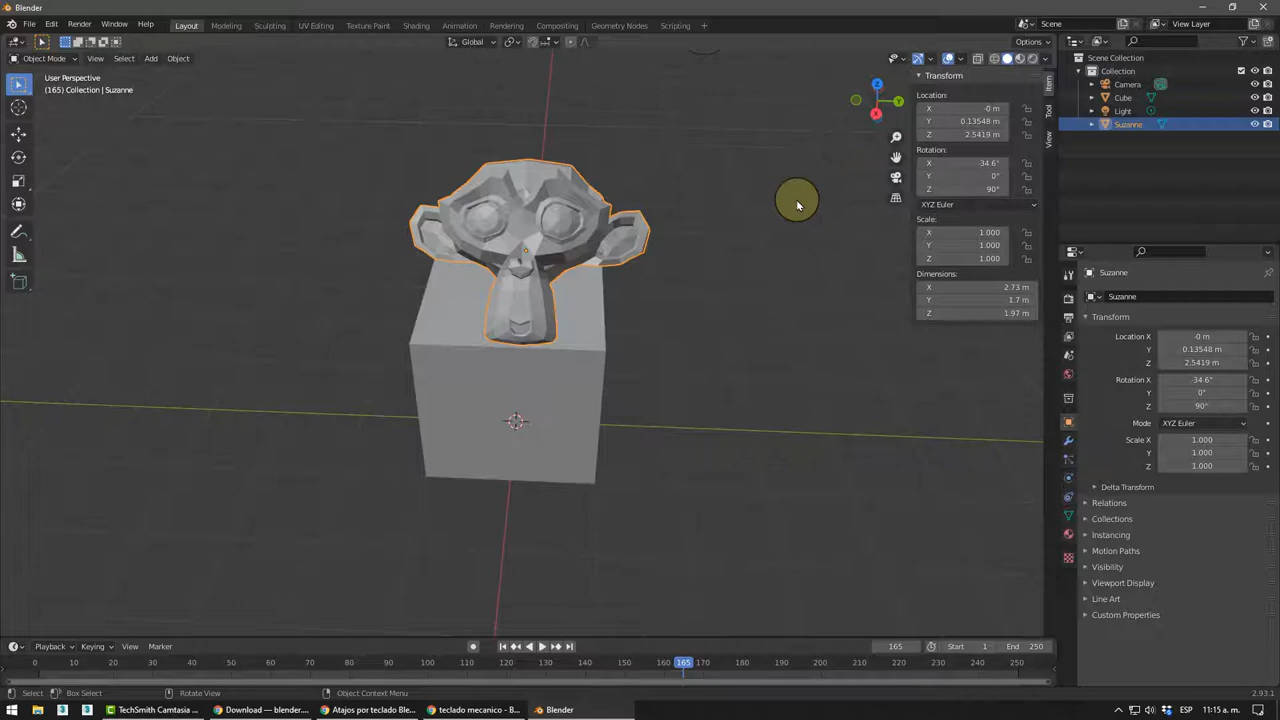 Blender
File Edit Render Window Help
Layout Modeling Sculpting UV Editing Texture Paint Shading Animation Rendering Compositing Geometry Nodes Scripting +
Scene
View Layer
Global
Options
Object Mode View Select Add Object
User Perspective
(165) Collection | Suzanne
Transform
Location:
X -0 m
Y 0.13548 m
Z 2.5419 m
Rotation:
X -34.6°
Y 0°
Z 90°
XYZ Euler
Scale:
X 1.000
Y 1.000
Z 1.000
Dimensions:
X 2.73 m
Y 1.7 m
Z 1.97 m
Item
Tool
View
Z
Y
X
Scene Collection
Collection
Camera
Cube
Light
Suzanne
Suzanne
Suzanne
Transform
Location X -0 m
Y 0.13548 m
Z 2.5419 m
Rotation X -34.6°
Y 0°
Z 90°
Mode XYZ Euler
Scale X 1.000
Y 1.000
Z 1.000
Delta Transform
Relations
Collections
Instancing
Motion Paths
Visibility
Viewport Display
Line Art
Custom Properties
Playback Keying View Marker
165 Start 1 End 250
0 10 20 30 40 50 60 70 80 90 100 110 120 130 140 150 160 165 170 180 190 200 210 220 230 240 250
Select Box Select Rotate View Object Context Menu 2.93.1
TechSmith Camtasia ... Download — blender.... Atajos por teclado Ble... teclado mecanico - B... Blender ESP 11:15 a. m.